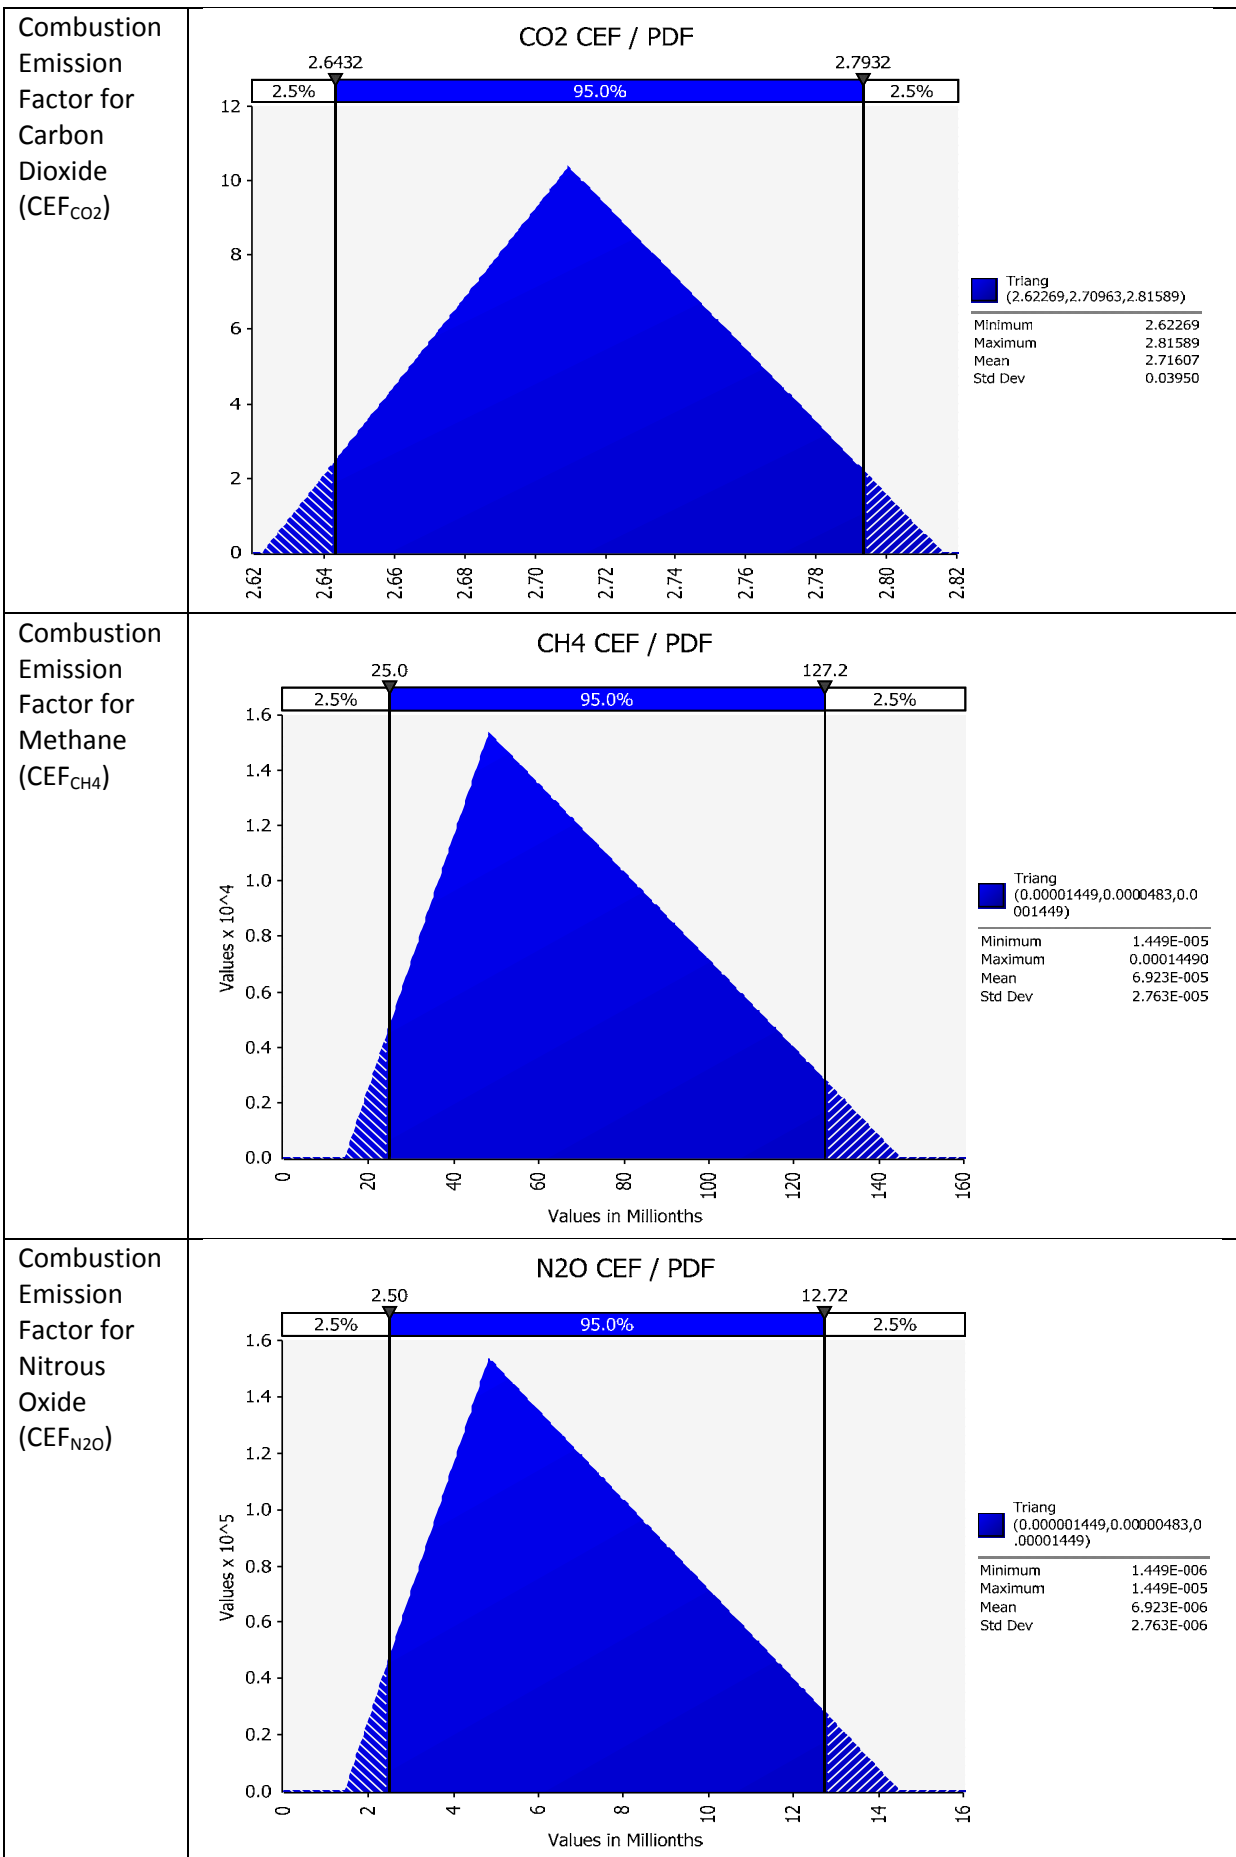 Combustion
Emission
Factor for
Carbon
Dioxide
(CEFCO2)
CO2 CEF / PDF
2.6432 2.7932
2.5% 95.0% 2.5%
12
10
8
6
4
2
0
2.62 2.64 2.66 2.68 2.70 2.72 2.74 2.76 2.78 2.80 2.82
Triang
(2.62269,2.70963,2.81589)
Minimum 2.62269
Maximum 2.81589
Mean 2.71607
Std Dev 0.03950
Combustion
Emission
Factor for
Methane
(CEFCH4)
CH4 CEF / PDF
25.0 127.2
2.5% 95.0% 2.5%
Values x 10^4
1.6
1.4
1.2
1.0
0.8
0.6
0.4
0.2
0.0
0 20 40 60 80 100 120 140 160
Values in Millionths
Triang
(0.00001449,0.0000483,0.0
001449)
Minimum 1.449E-005
Maximum 0.00014490
Mean 6.923E-005
Std Dev 2.763E-005
Combustion
Emission
Factor for
Nitrous
Oxide
(CEFN2O)
N2O CEF / PDF
2.50 12.72
2.5% 95.0% 2.5%
Values x 10^5
1.6
1.4
1.2
1.0
0.8
0.6
0.4
0.2
0.0
0 2 4 6 8 10 12 14 16
Values in Millionths
Triang
(0.000001449,0.00000483,0
.00001449)
Minimum 1.449E-006
Maximum 1.449E-005
Mean 6.923E-006
Std Dev 2.763E-006